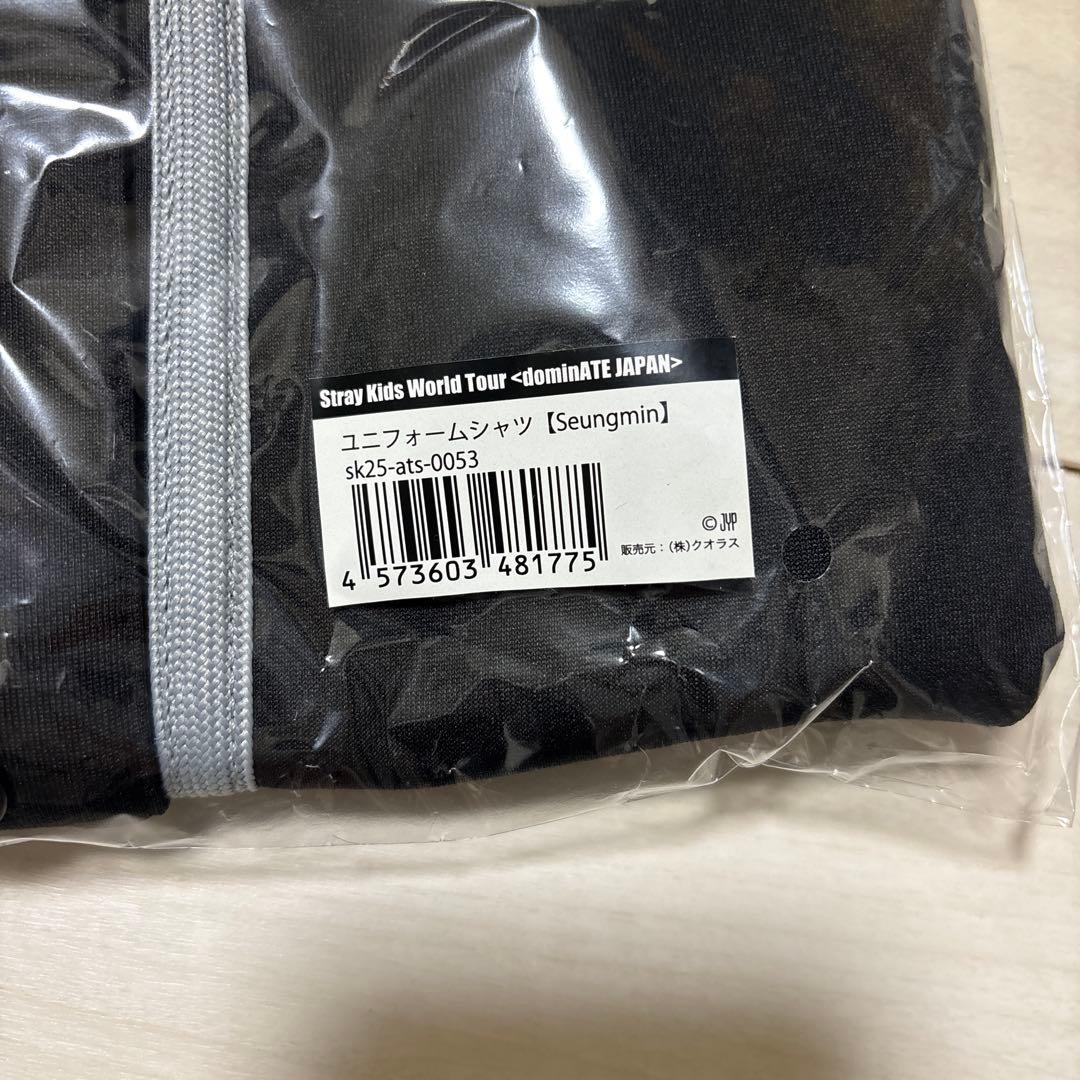 Stray Kids World Tour <dominATE JAPAN>
ユニフォームシャツ【Seungmin】
sk25-ats-0053
4 573603 481775
© JYP
販売元：(株)クオラス